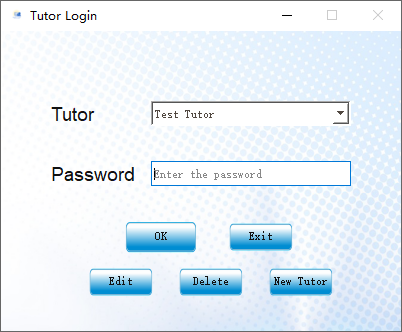 Tutor Login
Tutor
Test Tutor
Password
Enter the password
OK
Exit
Edit
Delete
New Tutor